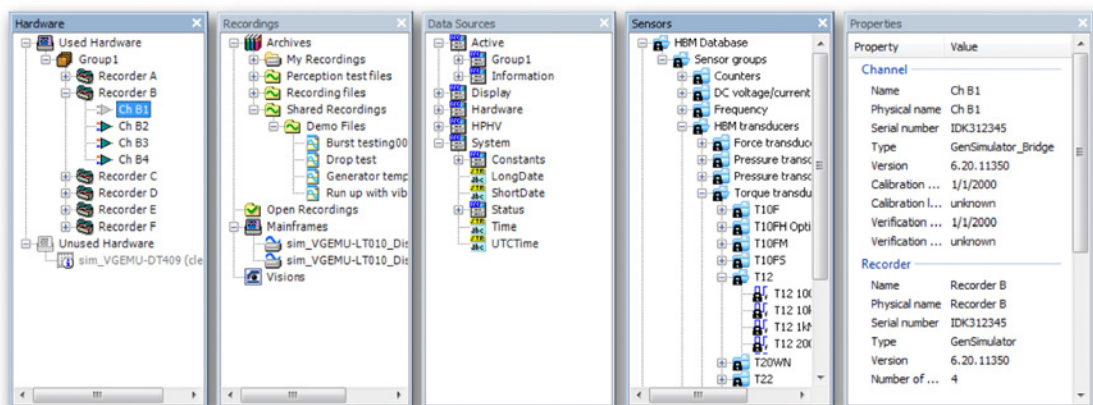 Hardware
Used Hardware
Group1
Recorder A
Recorder B
Ch B1
Ch B2
Ch B3
Ch B4
Recorder C
Recorder D
Recorder E
Recorder F
Unused Hardware
sim_VGEMU-DT409 (cle
Recordings
Archives
My Recordings
Perception test files
Recording files
Shared Recordings
Demo Files
Burst testing00
Drop test
Generator temp
Run up with vib
Open Recordings
Mainframes
sim_VGEMU-LT010_Dis
sim_VGEMU-LT010_Dis
Visions
Data Sources
Active
Group1
Information
Display
Hardware
HPHV
System
Constants
LongDate
ShortDate
Status
Time
UTCTime
Sensors
HBM Database
Sensor groups
Counters
DC voltage/current
Frequency
HBM transducers
Force transduc
Pressure transc
Pressure transc
Torque transdu
T10F
T10FH Opti
T10FM
T10FS
T12
T12 100
T12 10k
T12 1kN
T12 200
T20WN
T22
Properties
Property Value
Channel
Name Ch B1
Physical name Ch B1
Serial number IDK312345
Type GenSimulator_Bridge
Version 6.20.11350
Calibration ... 1/1/2000
Calibration l... unknown
Verification ... 1/1/2000
Verification ... unknown
Recorder
Name Recorder B
Physical name Recorder B
Serial number IDK312345
Type GenSimulator
Version 6.20.11350
Number of ... 4